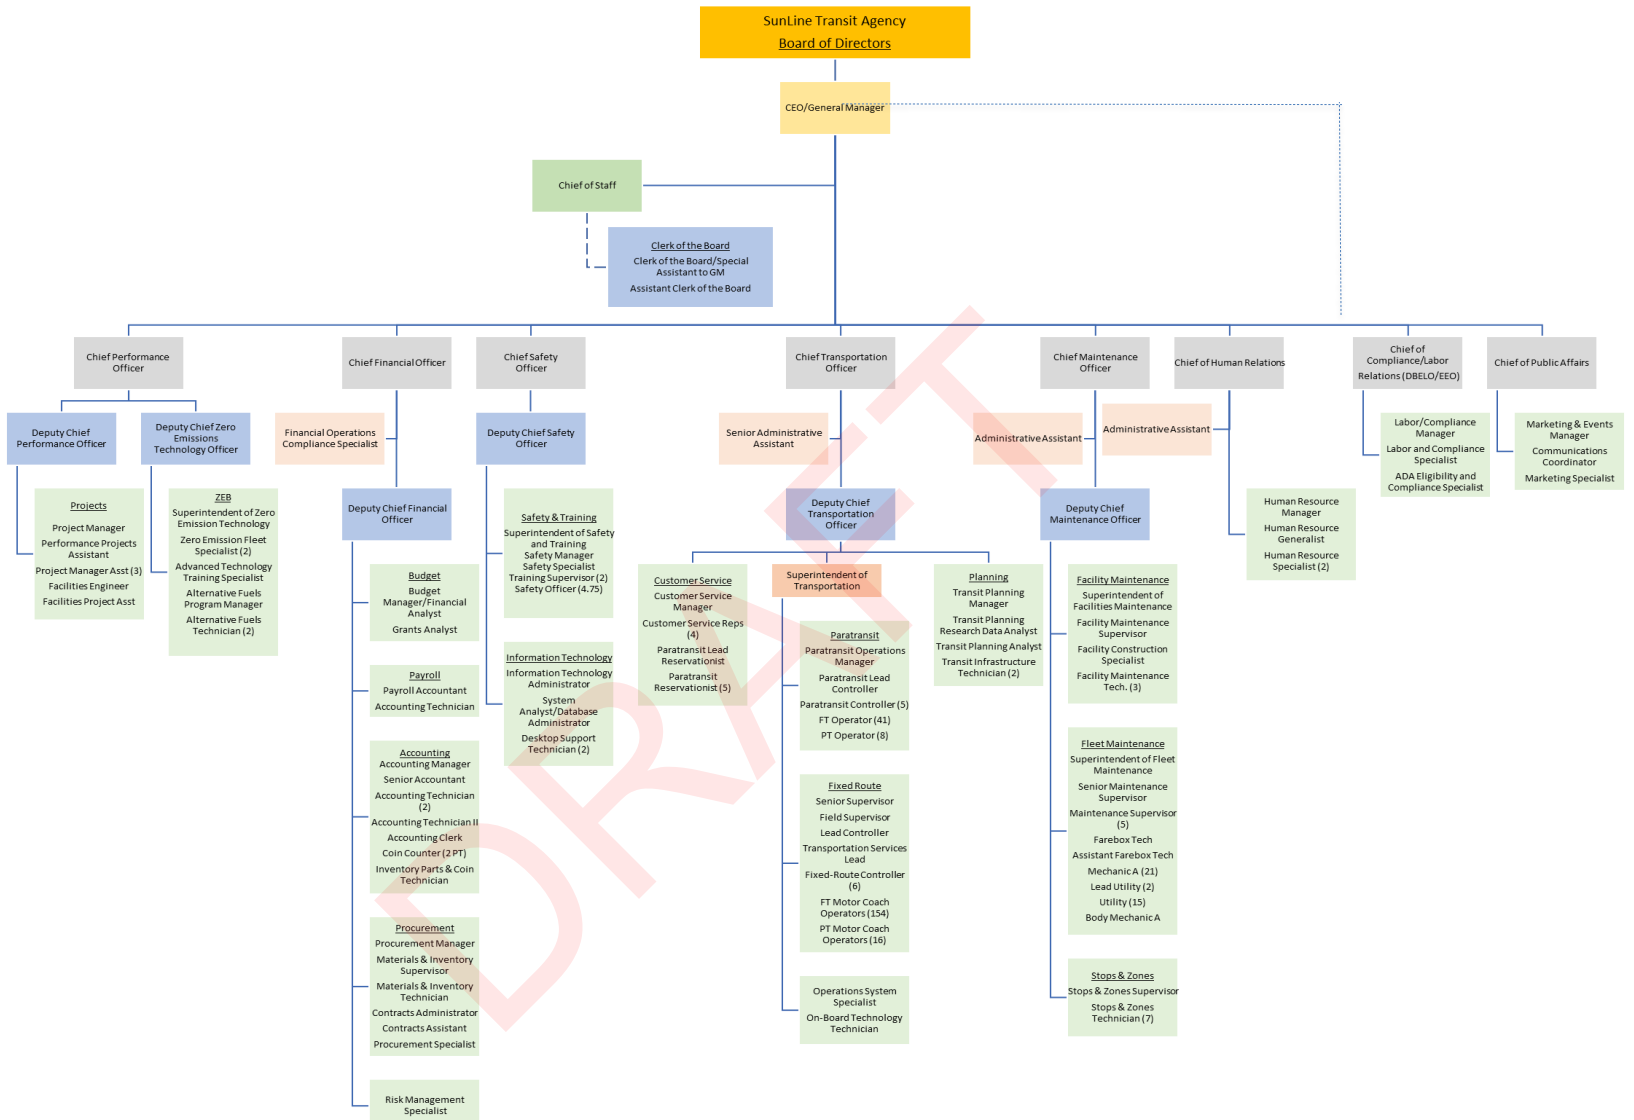 SunLine Transit Agency
Board of Directors
CEO/General Manager
Chief of Staff
Clerk of the Board
Clerk of the Board/Special
Assistant to GM
Assistant Clerk of the Board
Chief Performance
Officer
Chief Financial Officer
Chief Safety
Officer
Chief Transportation
Officer
Chief Maintenance
Officer
Chief of Human Relations
Chief of
Compliance/Labor
Relations (DBELO/EEO)
Chief of Public Affairs
Deputy Chief
Performance Officer
Deputy Chief Zero
Emissions
Technology Officer
Financial Operations
Compliance Specialist
Deputy Chief Safety
Officer
Senior Administrative
Assistant
Administrative Assistant
Administrative Assistant
Labor/Compliance
Manager
Labor and Compliance
Specialist
ADA Eligibility and
Compliance Specialist
Marketing & Events
Manager
Communications
Coordinator
Marketing Specialist
Projects
Project Manager
Performance Projects
Assistant
Project Manager Asst (3)
Facilities Engineer
Facilities Project Asst
ZEB
Superintendent of Zero
Emission Technology
Zero Emission Fleet
Specialist (2)
Advanced Technology
Training Specialist
Alternative Fuels
Program Manager
Alternative Fuels
Technician (2)
Deputy Chief Financial
Officer
Safety & Training
Superintendent of Safety
and Training
Safety Manager
Safety Specialist
Training Supervisor (2)
Safety Officer (4.75)
Deputy Chief
Transportation
Officer
Deputy Chief
Maintenance Officer
Human Resource
Manager
Human Resource
Generalist
Human Resource
Specialist (2)
Budget
Budget
Manager/Financial
Analyst
Grants Analyst
Information Technology
Information Technology
Administrator
System
Analyst/Database
Administrator
Desktop Support
Technician (2)
Customer Service
Customer Service
Manager
Customer Service Reps
(4)
Paratransit Lead
Reservationist
Paratransit
Reservationist (5)
Superintendent of
Transportation
Planning
Transit Planning
Manager
Transit Planning
Research Data Analyst
Transit Planning Analyst
Transit Infrastructure
Technician (2)
Facility Maintenance
Superintendent of
Facilities Maintenance
Facility Maintenance
Supervisor
Facility Construction
Specialist
Facility Maintenance
Tech. (3)
Payroll
Payroll Accountant
Accounting Technician
Paratransit
Paratransit Operations
Manager
Paratransit Lead
Controller
Paratransit Controller (5)
FT Operator (41)
PT Operator (8)
Accounting
Accounting Manager
Senior Accountant
Accounting Technician
(2)
Accounting Technician II
Accounting Clerk
Coin Counter (2 PT)
Inventory Parts & Coin
Technician
Fixed Route
Senior Supervisor
Field Supervisor
Lead Controller
Transportation Services
Lead
Fixed-Route Controller
(6)
FT Motor Coach
Operators (154)
PT Motor Coach
Operators (16)
Fleet Maintenance
Superintendent of Fleet
Maintenance
Senior Maintenance
Supervisor
Maintenance Supervisor
(5)
Farebox Tech
Assistant Farebox Tech
Mechanic A (21)
Lead Utility (2)
Utility (15)
Body Mechanic A
Procurement
Procurement Manager
Materials & Inventory
Supervisor
Materials & Inventory
Technician
Contracts Administrator
Contracts Assistant
Procurement Specialist
Operations System
Specialist
On-Board Technology
Technician
Stops & Zones
Stops & Zones Supervisor
Stops & Zones
Technician (7)
Risk Management
Specialist
DRAFT